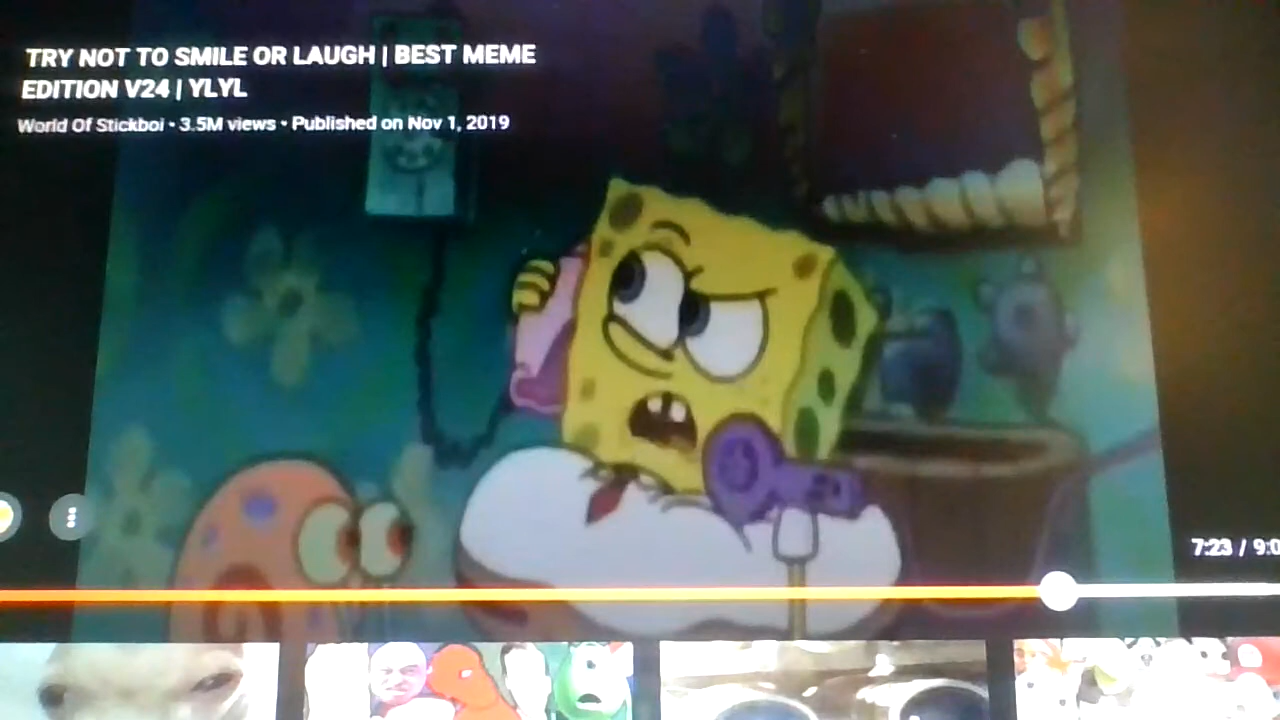 TRY NOT TO SMILE OR LAUGH | BEST MEME
EDITION V24 | YLYL
World Of Stickboi • 3.5M views • Published on Nov 1, 2019
7:23 / 9:0